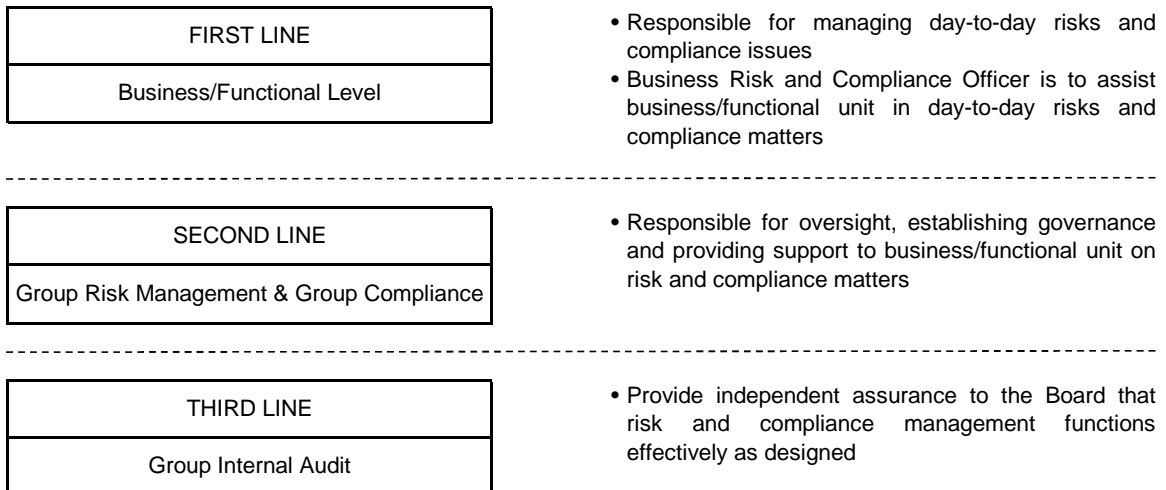 FIRST LINE
Business/Functional Level
• Responsible for managing day-to-day risks and
compliance issues
• Business Risk and Compliance Officer is to assist
business/functional unit in day-to-day risks and
compliance matters
SECOND LINE
Group Risk Management & Group Compliance
• Responsible for oversight, establishing governance
and providing support to business/functional unit on
risk and compliance matters
THIRD LINE
Group Internal Audit
• Provide independent assurance to the Board that
risk and compliance management functions
effectively as designed